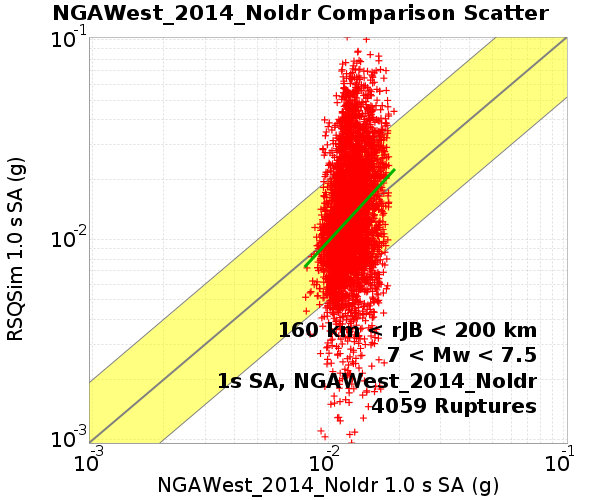 NGAWest_2014_NoIdr Comparison Scatter
10-1
10-2
10-3
RSQSim 1.0 s SA (g)
160 km < rJB < 200 km
7 < Mw < 7.5
1s SA, NGAWest_2014_NoIdr
4059 Ruptures
10-3
10-2
10-1
NGAWest_2014_NoIdr 1.0 s SA (g)